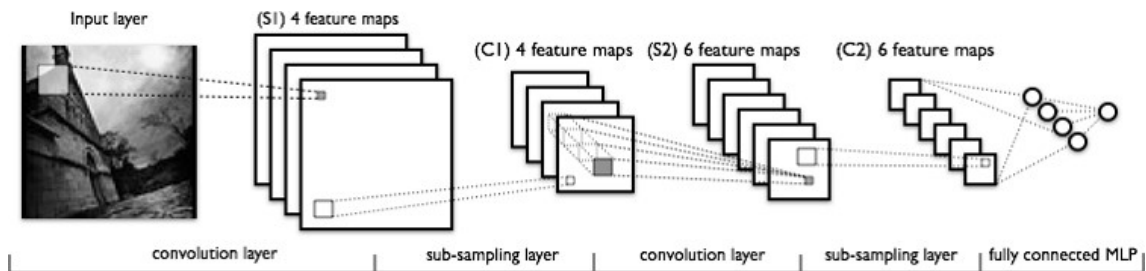 Input layer
(S1) 4 feature maps
(C1) 4 feature maps
(S2) 6 feature maps
(C2) 6 feature maps
convolution layer
sub-sampling layer
convolution layer
sub-sampling layer
fully connected MLP